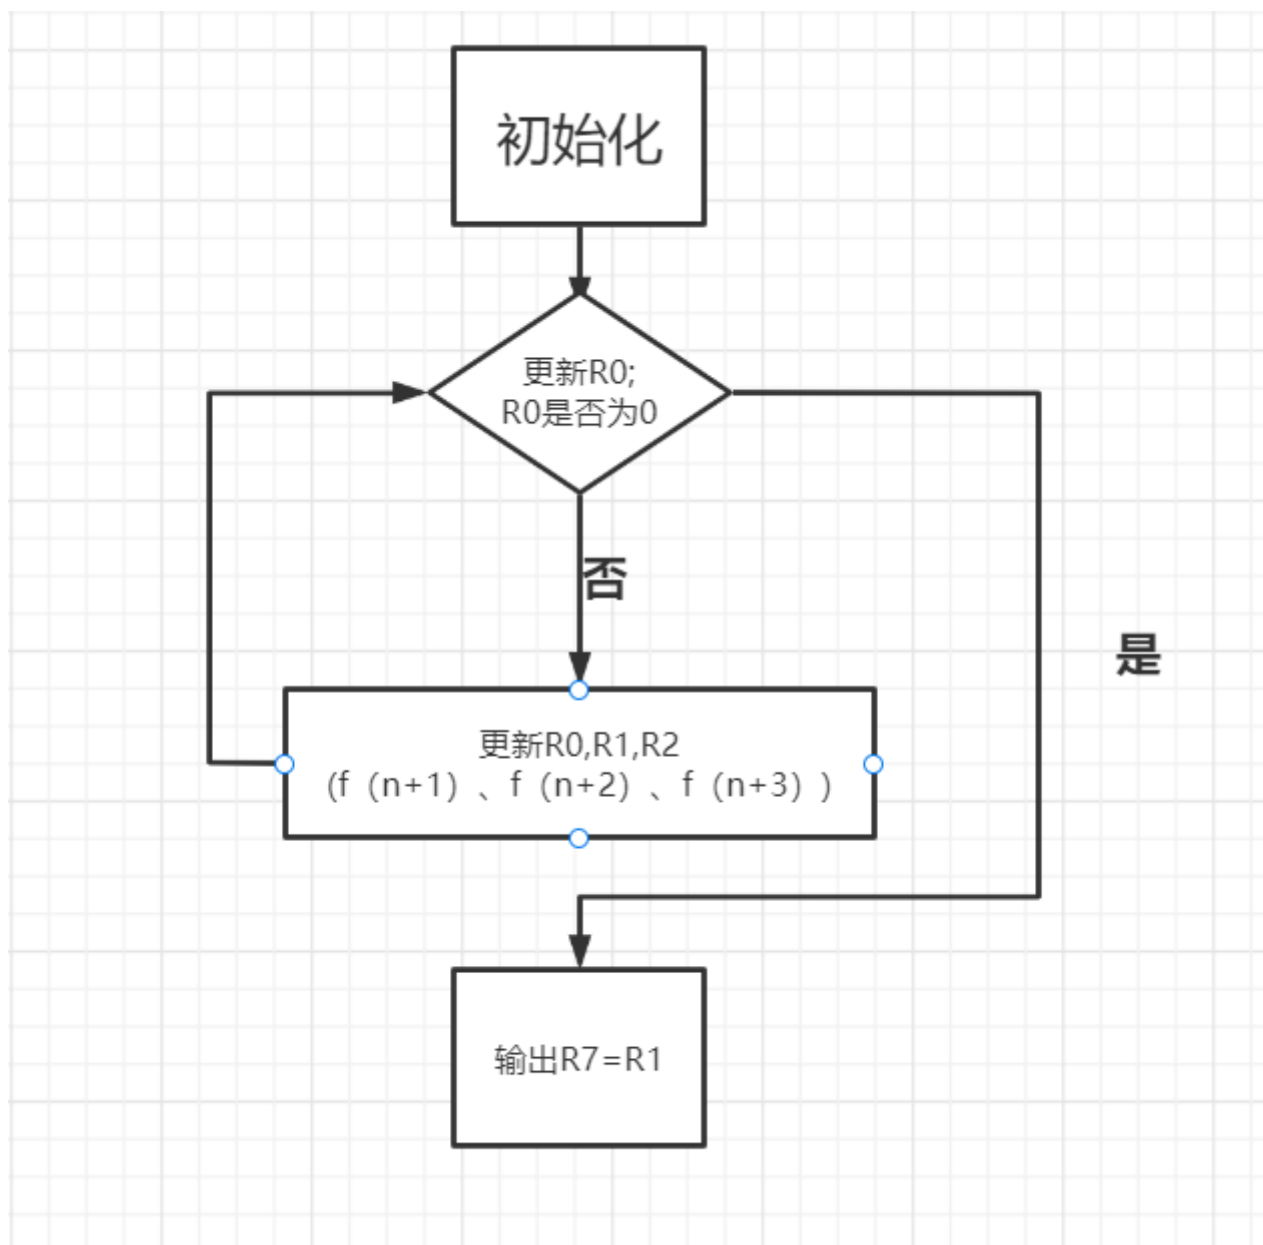 初始化
更新R0;
R0是否为0
否
是
更新R0,R1,R2
(f（n+1）、f（n+2）、f（n+3）)
输出R7=R1